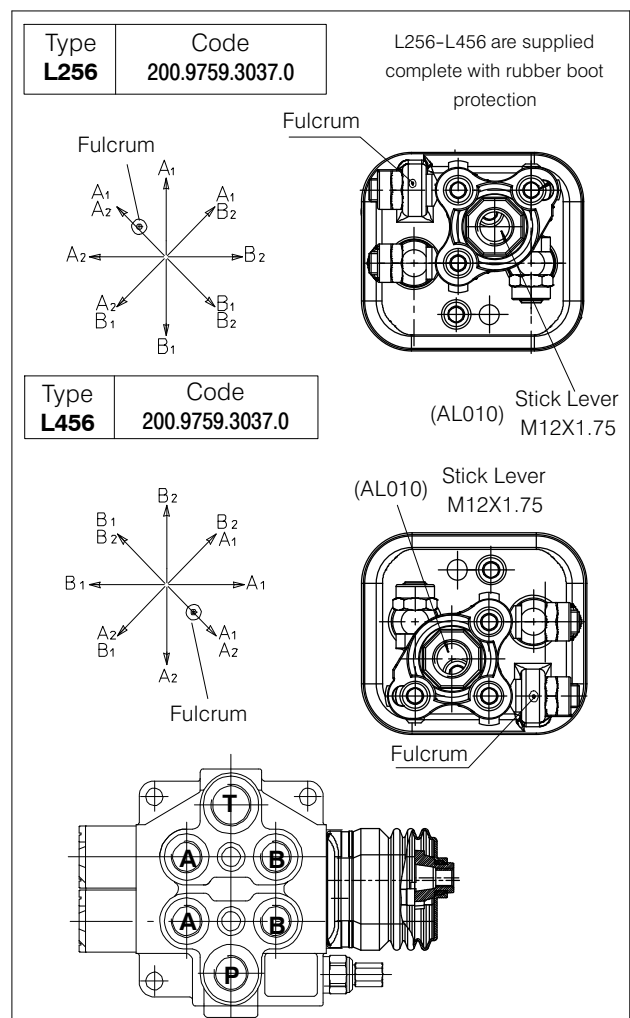 Type
Code
L256
200.9759.3037.0
L256-L456 are supplied
complete with rubber boot
protection
Fulcrum
Fulcrum
A1
A1
A2
A1
B2
A2
B2
A2
B1
B1
B2
B1
(AL010)
Stick Lever
M12X1.75
Type
Code
L456
200.9759.3037.0
(AL010)
Stick Lever
M12X1.75
B2
B1
B2
B2
A1
B1
A1
A2
B1
A1
A2
A2
Fulcrum
Fulcrum
T
A
B
A
B
P